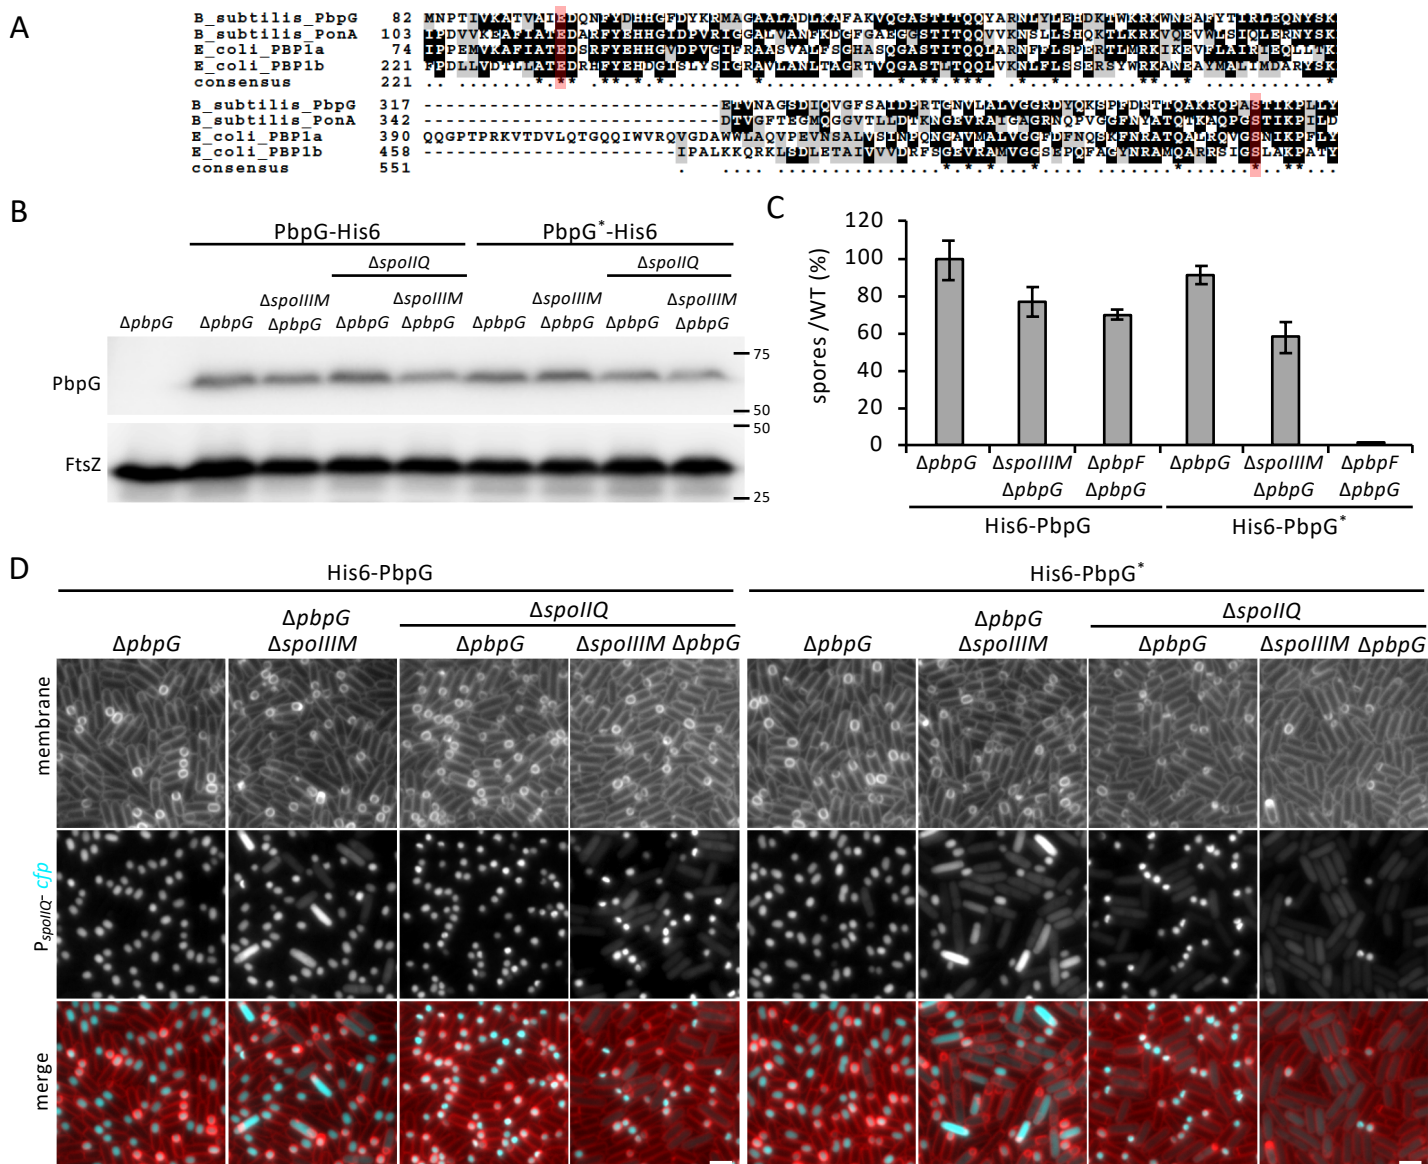 A
B_subtilis_PbpG 82 MNPTIVKATVAIEDQNFYDHHGFDYKRMAGAALADLKAFAKVQGASTITQQYARNLYLEHDKTWKRKWNEAFYTIRLEQNYSK
B_subtilis_PonA 103 IPDVVKEAFIATEDARFYEHHGIDPVRIGGALVANFKDGFGAEGGSTITQQVVKNSLLSHQKTLKRKVQEVWLSIQLERNYSK
E_coli_PBP1a 74 IPPEMVKAFIATEDSRFYEHHGVDPVGIFRAASVALFSGHASQGASTITQQLARNFFLSPERTLMRKIKEVFLAIRIEQLLTK
E_coli_PBP1b 221 FPDLLVDTLLATEDRHFYEHDGISLYSIGRAVLANLTAGRTVQGASTLTQQLVKNLFLSSERSYWRKANEAYMALIMDARYSK
consensus 221
B_subtilis_PbpG 317 ---------------------------ETVNAGSDIQVGFSAIDPRTGNVLALVGGRDYQKSPFDRTTQAKRQPASTIKPLLY
B_subtilis_PonA 342 ---------------------------DTVGFTEGMQGGVTLLDTKNGEVRAIGAGRNQPVGGFNYATQTKAQPGSTIKPILD
E_coli_PBP1a 390 QQGPTPRKVTDVLQTGQQIWVRQVGDAWWLAQVPEVNSALVSINPQNGAVMALVGGFDFNQSKFNRATQALRQVGSNIKPFLY
E_coli_PBP1b 458 -----------------------IPALKKQRKLSDLETAIVVVDRFSGEVRAMVGGSEPQFAGYNRAMQARRSIGSLAKPATY
consensus 551
B
PbpG-His6 PbpG*-His6
ΔspoIIQ ΔspoIIQ
ΔspoIIIM ΔspoIIIM ΔspoIIIM ΔspoIIIM
ΔpbpG ΔpbpG ΔpbpG ΔpbpG ΔpbpG ΔpbpG ΔpbpG ΔpbpG ΔpbpG
75
PbpG
50
50
FtsZ
25
C
spores /WT (%)
120
100
80
60
40
20
0
ΔpbpG ΔspoIIIM ΔpbpF ΔpbpG ΔspoIIIM ΔpbpF
ΔpbpG ΔpbpG ΔpbpG ΔpbpG
His6-PbpG His6-PbpG*
D
His6-PbpG His6-PbpG*
ΔpbpG ΔspoIIQ ΔpbpG ΔspoIIQ
ΔpbpG ΔspoIIIM ΔpbpG ΔspoIIIM ΔpbpG ΔpbpG ΔspoIIIM ΔpbpG ΔspoIIIM ΔpbpG
membrane
PspoIIQ- cfp
merge